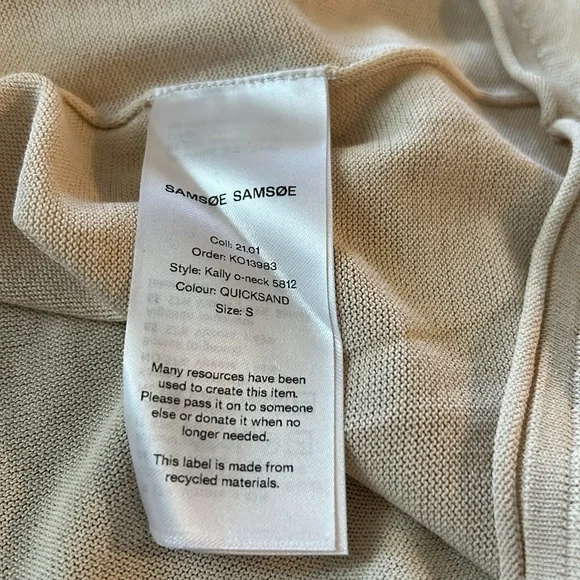 SAMSØE SAMSØE
Coll: 21.01
Order: KO13983
Style: Kally o-neck 5812
Colour: QUICKSAND
Size: S
Many resources have been
used to create this item.
Please pass it on to someone
else or donate it when no
longer needed.
This label is made from
recycled materials.